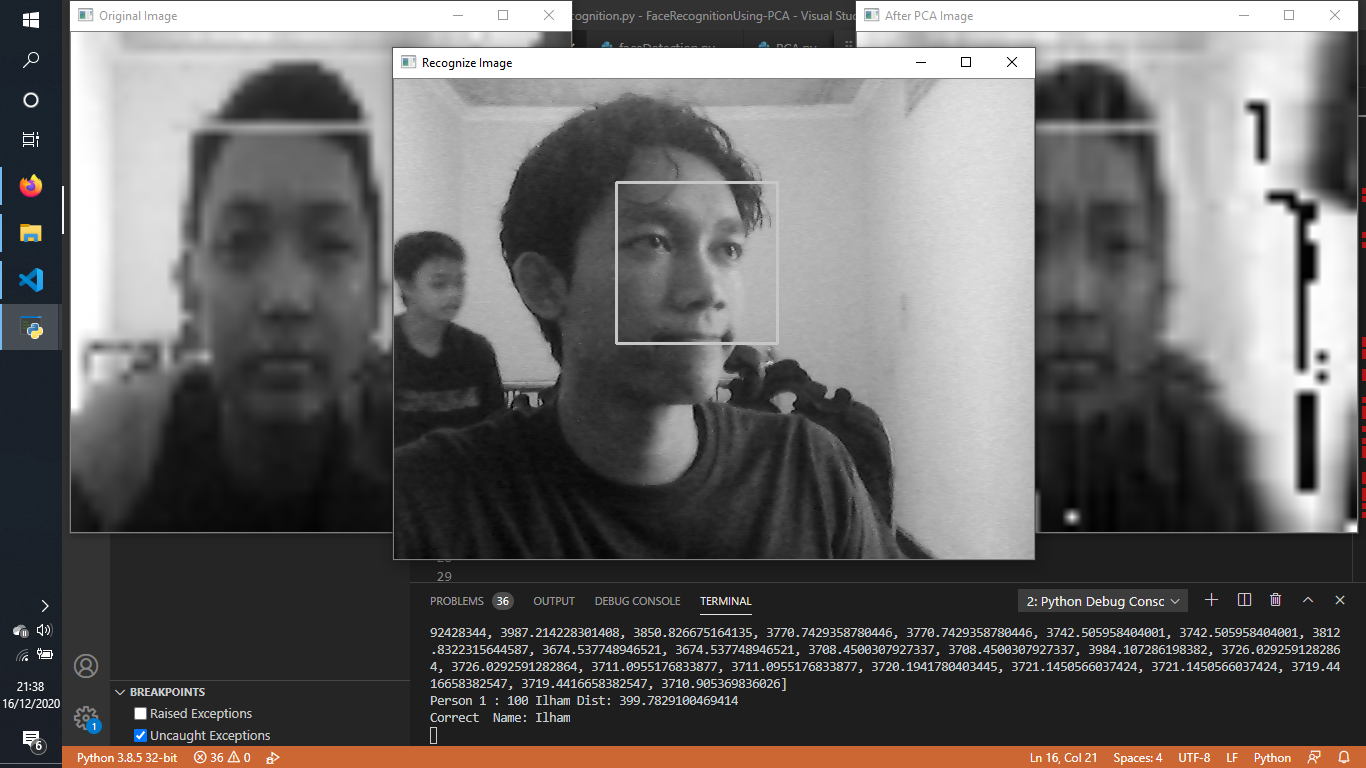 Original Image
cognition.py - FaceRecognitionUsing-PCA - Visual Stud
After PCA Image
faceDetection.py
PCA.py
Recognize Image
29
PROBLEMS 36 OUTPUT DEBUG CONSOLE TERMINAL
2: Python Debug Consc
92428344, 3987.214228301408, 3850.826675164135, 3770.7429358780446, 3770.7429358780446, 3742.505958404001, 3742.505958404001, 3812
.8322315644587, 3674.537748946521, 3674.537748946521, 3708.4500307927337, 3708.4500307927337, 3984.107286198382, 3726.029259128286
4, 3726.0292591282864, 3711.0955176833877, 3711.0955176833877, 3720.1941780403445, 3721.1450566037424, 3721.1450566037424, 3719.44
16658382547, 3719.4416658382547, 3710.905369836026]
Person 1 : 100 Ilham Dist: 399.7829100469414
Correct  Name: Ilham
BREAKPOINTS
Raised Exceptions
Uncaught Exceptions
1
21:38
16/12/2020
6
Python 3.8.5 32-bit 36 0 Ln 16, Col 21 Spaces: 4 UTF-8 LF Python